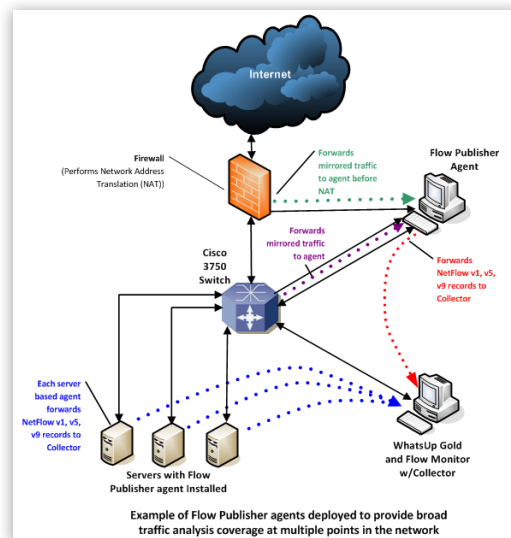 Internet
Firewall
(Performs Network Address
Translation (NAT))
Forwards
mirrored traffic
to agent before
NAT
Flow Publisher
Agent
Forwards
mirrored traffic
to agent
Cisco
3750
Switch
Forwards
NetFlow v1, v5,
v9 records to
Collector
Each server
based agent
forwards
NetFlow v1, v5,
v9 records to
Collector
Servers with Flow
Publisher agent Installed
WhatsUp Gold
and Flow Monitor
w/Collector
Example of Flow Publisher agents deployed to provide broad
traffic analysis coverage at multiple points in the network